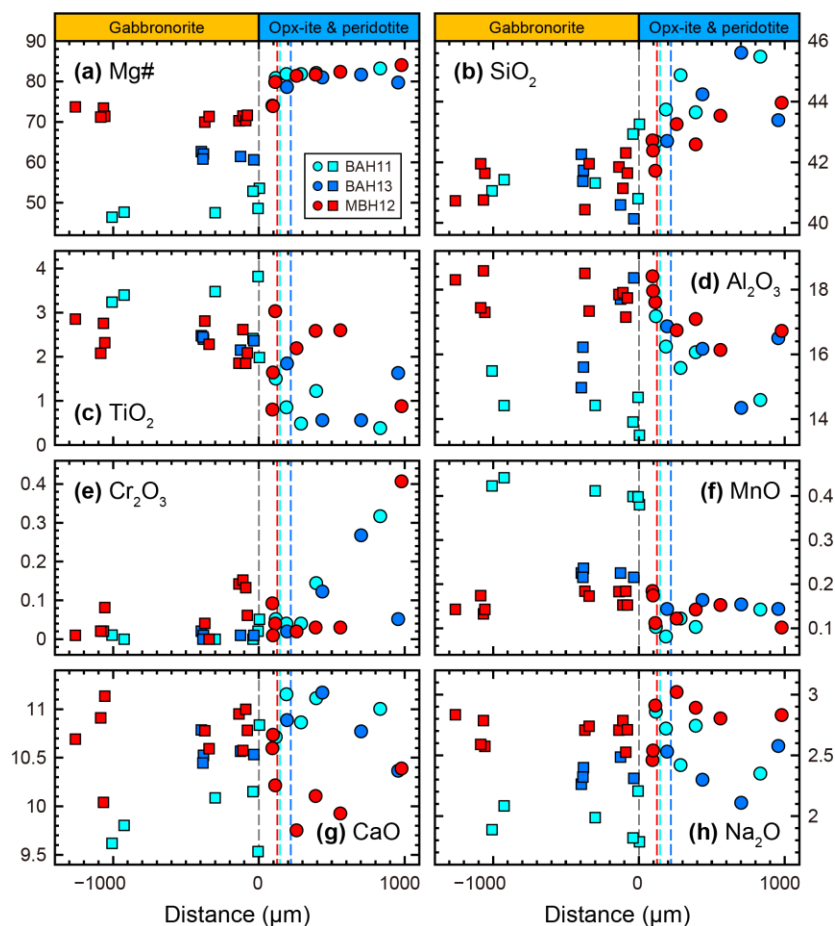 Gabbronorite Opx-ite & peridotite Gabbronorite Opx-ite & peridotite
90 80 70 60 50
(a) Mg#
BAH11
BAH13
MBH12
(b) SiO₂
46 44 42 40
4 3 2 1 0
(c) TiO₂
(d) Al₂O₃
18 16 14
(e) Cr₂O₃
0.4 0.3 0.2 0.1 0
(f) MnO
0.4 0.3 0.2 0.1
11 10.5 10 9.5
(g) CaO
(h) Na₂O
3 2.5 2
−1000 0 1000 −1000 0 1000
Distance (μm) Distance (μm)